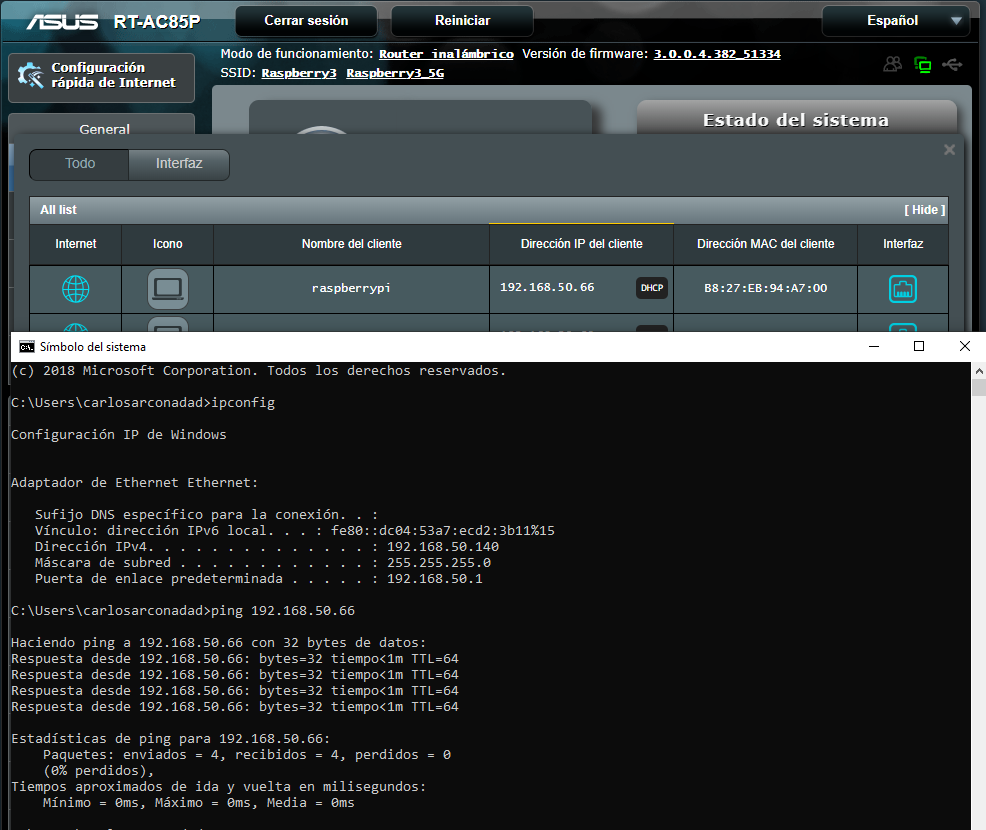 ASUS RT-AC85P Cerrar sesión Reiniciar Español
Modo de funcionamiento: Router inalámbrico Versión de firmware: 3.0.0.4.382_51334
SSID: Raspberry3 Raspberry3_5G
Configuración
rápida de Internet
General
Estado del sistema
Todo Interfaz
All list [ Hide ]
Internet Icono Nombre del cliente Dirección IP del cliente Dirección MAC del cliente Interfaz
raspberrypi 192.168.50.66 DHCP B8:27:EB:94:A7:00
Símbolo del sistema
(c) 2018 Microsoft Corporation. Todos los derechos reservados.
C:\Users\carlosarconadad>ipconfig
Configuración IP de Windows
Adaptador de Ethernet Ethernet:
Sufijo DNS específico para la conexión. . :
Vínculo: dirección IPv6 local. . . : fe80::dc04:53a7:ecd2:3b11%15
Dirección IPv4. . . . . . . . . . . . . . : 192.168.50.140
Máscara de subred . . . . . . . . . . . . : 255.255.255.0
Puerta de enlace predeterminada . . . . . : 192.168.50.1
C:\Users\carlosarconadad>ping 192.168.50.66
Haciendo ping a 192.168.50.66 con 32 bytes de datos:
Respuesta desde 192.168.50.66: bytes=32 tiempo<1m TTL=64
Respuesta desde 192.168.50.66: bytes=32 tiempo<1m TTL=64
Respuesta desde 192.168.50.66: bytes=32 tiempo<1m TTL=64
Respuesta desde 192.168.50.66: bytes=32 tiempo<1m TTL=64
Estadísticas de ping para 192.168.50.66:
Paquetes: enviados = 4, recibidos = 4, perdidos = 0
(0% perdidos),
Tiempos aproximados de ida y vuelta en milisegundos:
Mínimo = 0ms, Máximo = 0ms, Media = 0ms